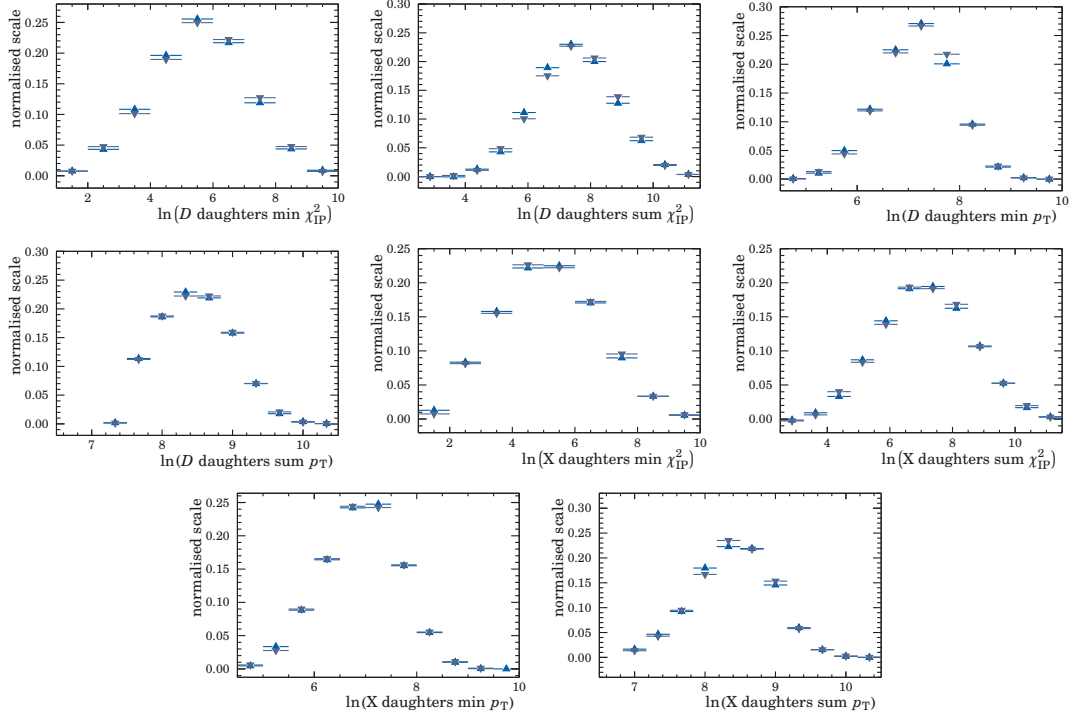 normalised scale
0.25
0.20
0.15
0.10
0.05
0.00
2 4 6 8 10
ln(D daughters min χ²_IP)
normalised scale
0.30
0.25
0.20
0.15
0.10
0.05
0.00
4 6 8 10
ln(D daughters sum χ²_IP)
normalised scale
0.30
0.25
0.20
0.15
0.10
0.05
0.00
6 8 10
ln(D daughters min p_T)
normalised scale
0.30
0.25
0.20
0.15
0.10
0.05
0.00
7 8 9 10
ln(D daughters sum p_T)
normalised scale
0.25
0.20
0.15
0.10
0.05
0.00
2 4 6 8 10
ln(X daughters min χ²_IP)
normalised scale
0.25
0.20
0.15
0.10
0.05
0.00
4 6 8 10
ln(X daughters sum χ²_IP)
normalised scale
0.25
0.20
0.15
0.10
0.05
0.00
6 8 10
ln(X daughters min p_T)
normalised scale
0.30
0.25
0.20
0.15
0.10
0.05
0.00
7 8 9 10
ln(X daughters sum p_T)